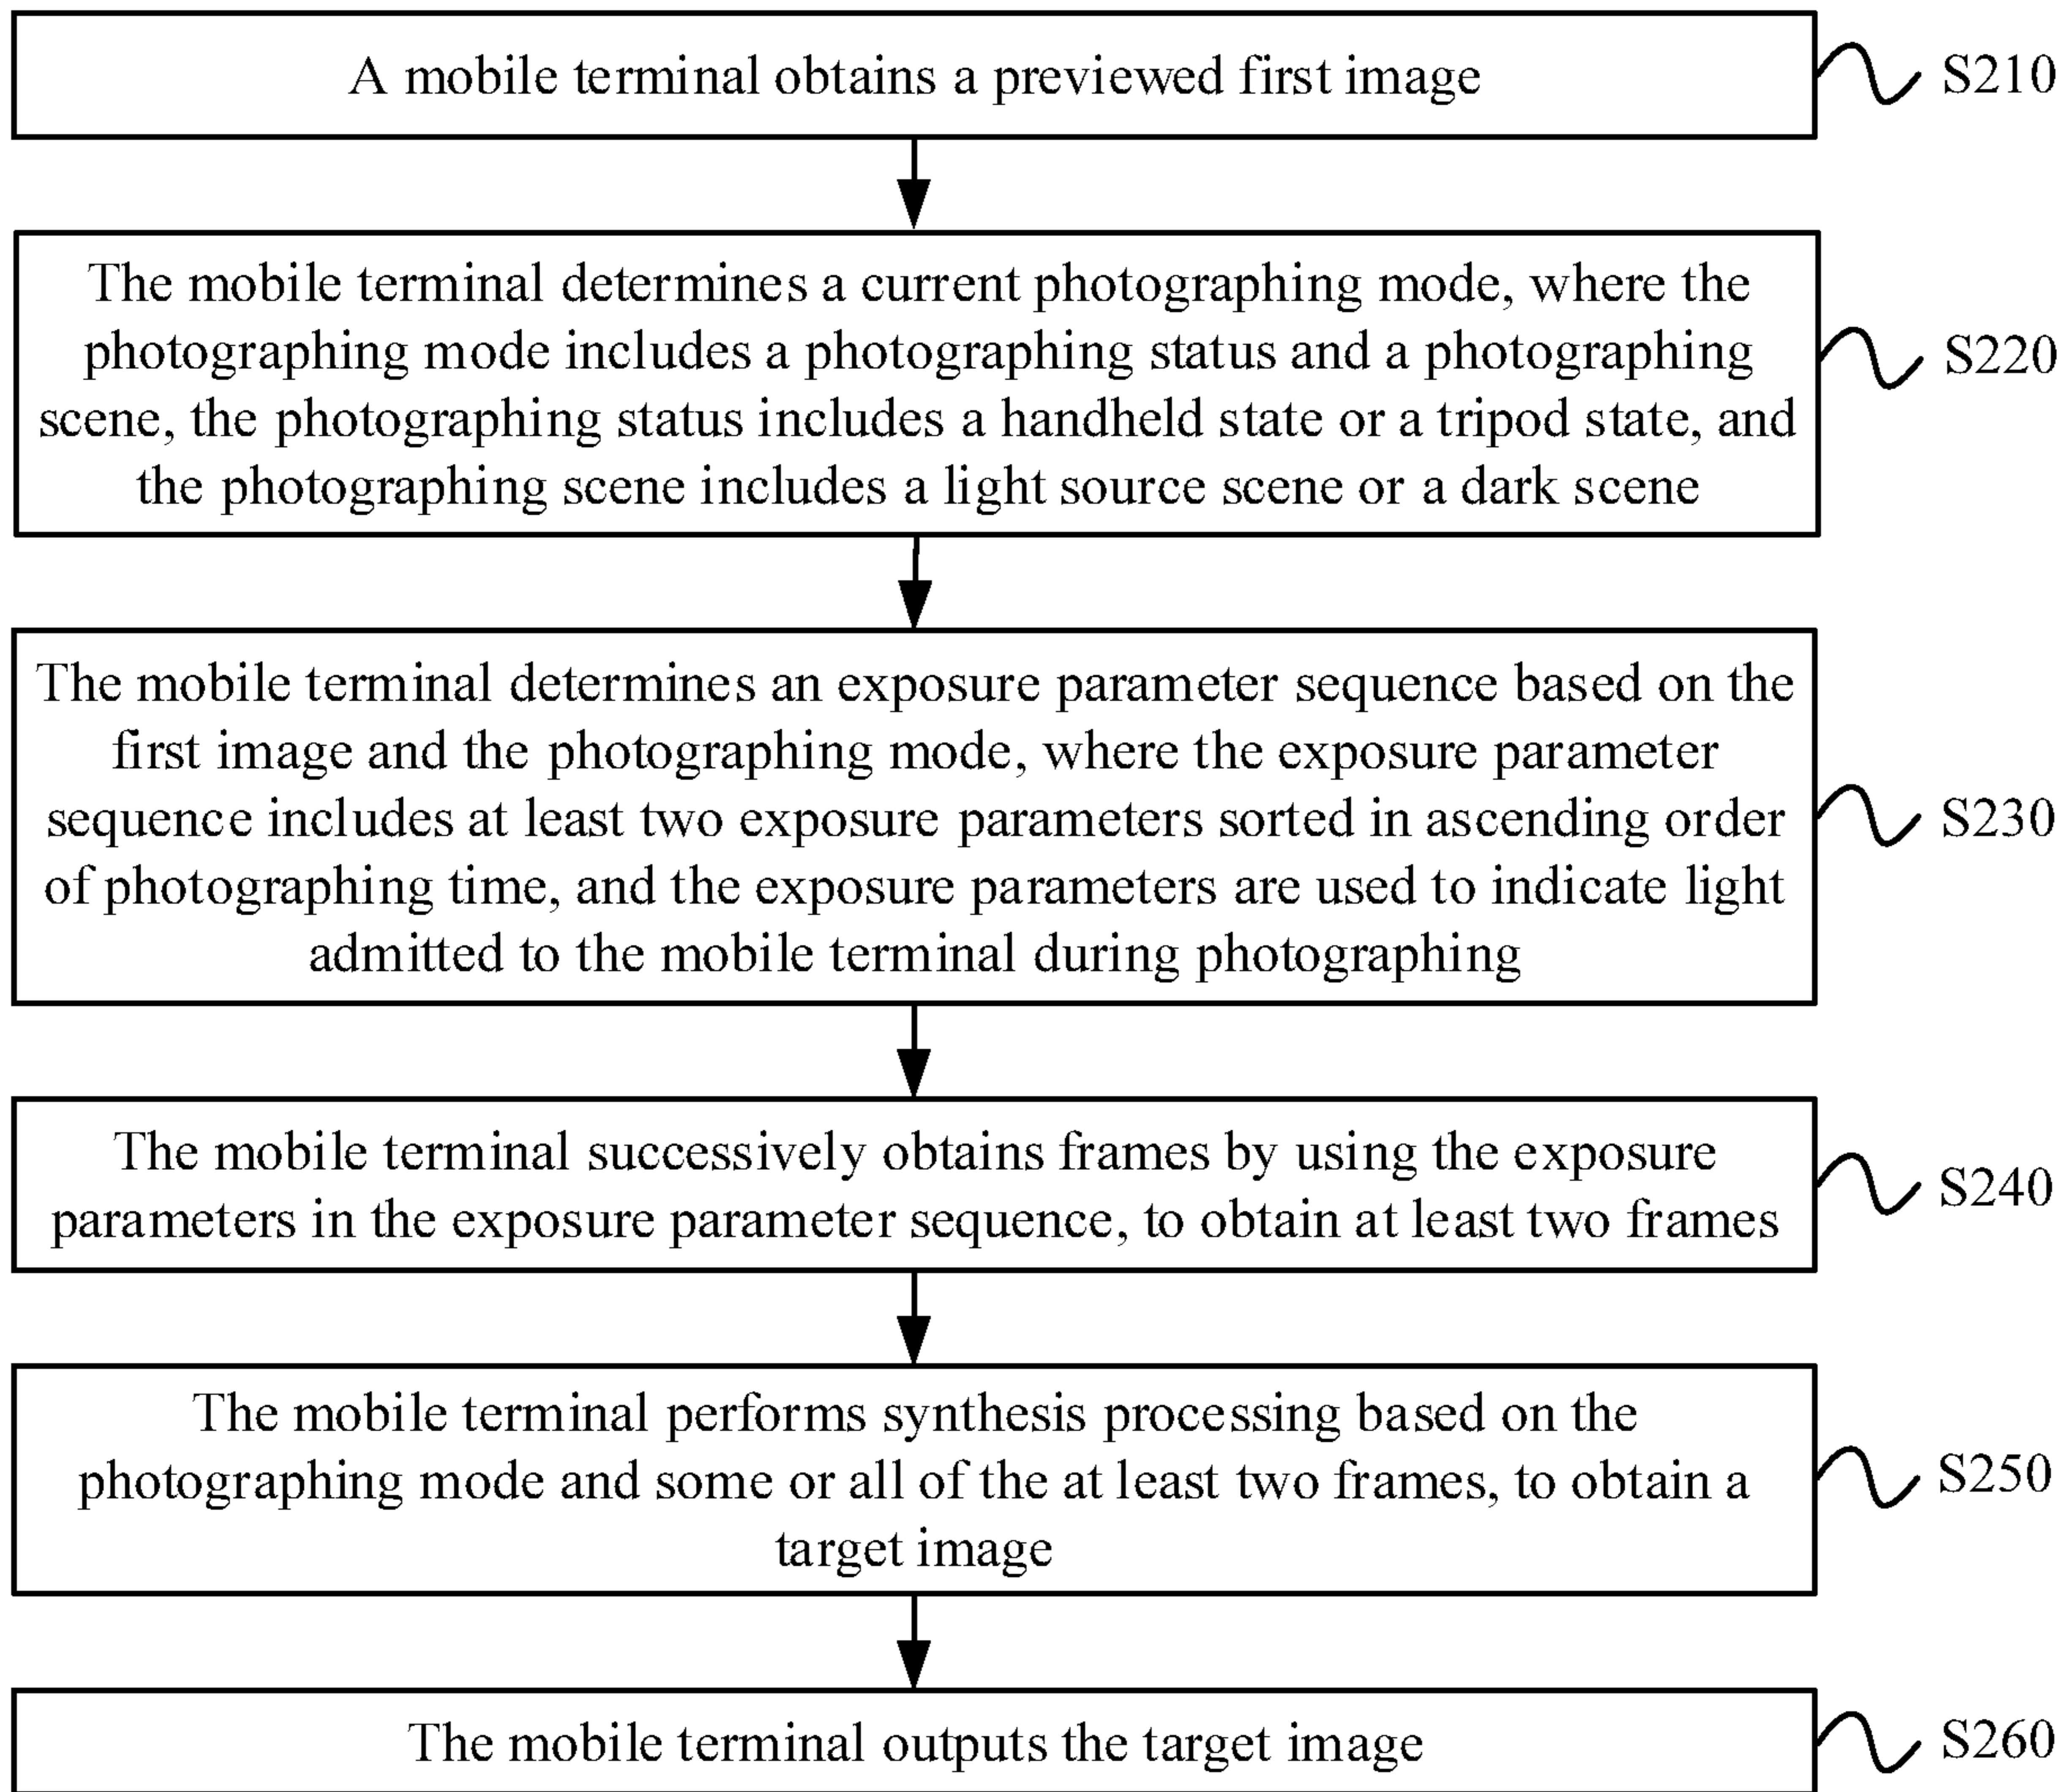 A mobile terminal obtains a previewed first image
S210
The mobile terminal determines a current photographing mode, where the
photographing mode includes a photographing status and a photographing
scene, the photographing status includes a handheld state or a tripod state, and
the photographing scene includes a light source scene or a dark scene
S220
The mobile terminal determines an exposure parameter sequence based on the
first image and the photographing mode, where the exposure parameter
sequence includes at least two exposure parameters sorted in ascending order
of photographing time, and the exposure parameters are used to indicate light
admitted to the mobile terminal during photographing
S230
The mobile terminal successively obtains frames by using the exposure
parameters in the exposure parameter sequence, to obtain at least two frames
S240
The mobile terminal performs synthesis processing based on the
photographing mode and some or all of the at least two frames, to obtain a
target image
S250
The mobile terminal outputs the target image
S260